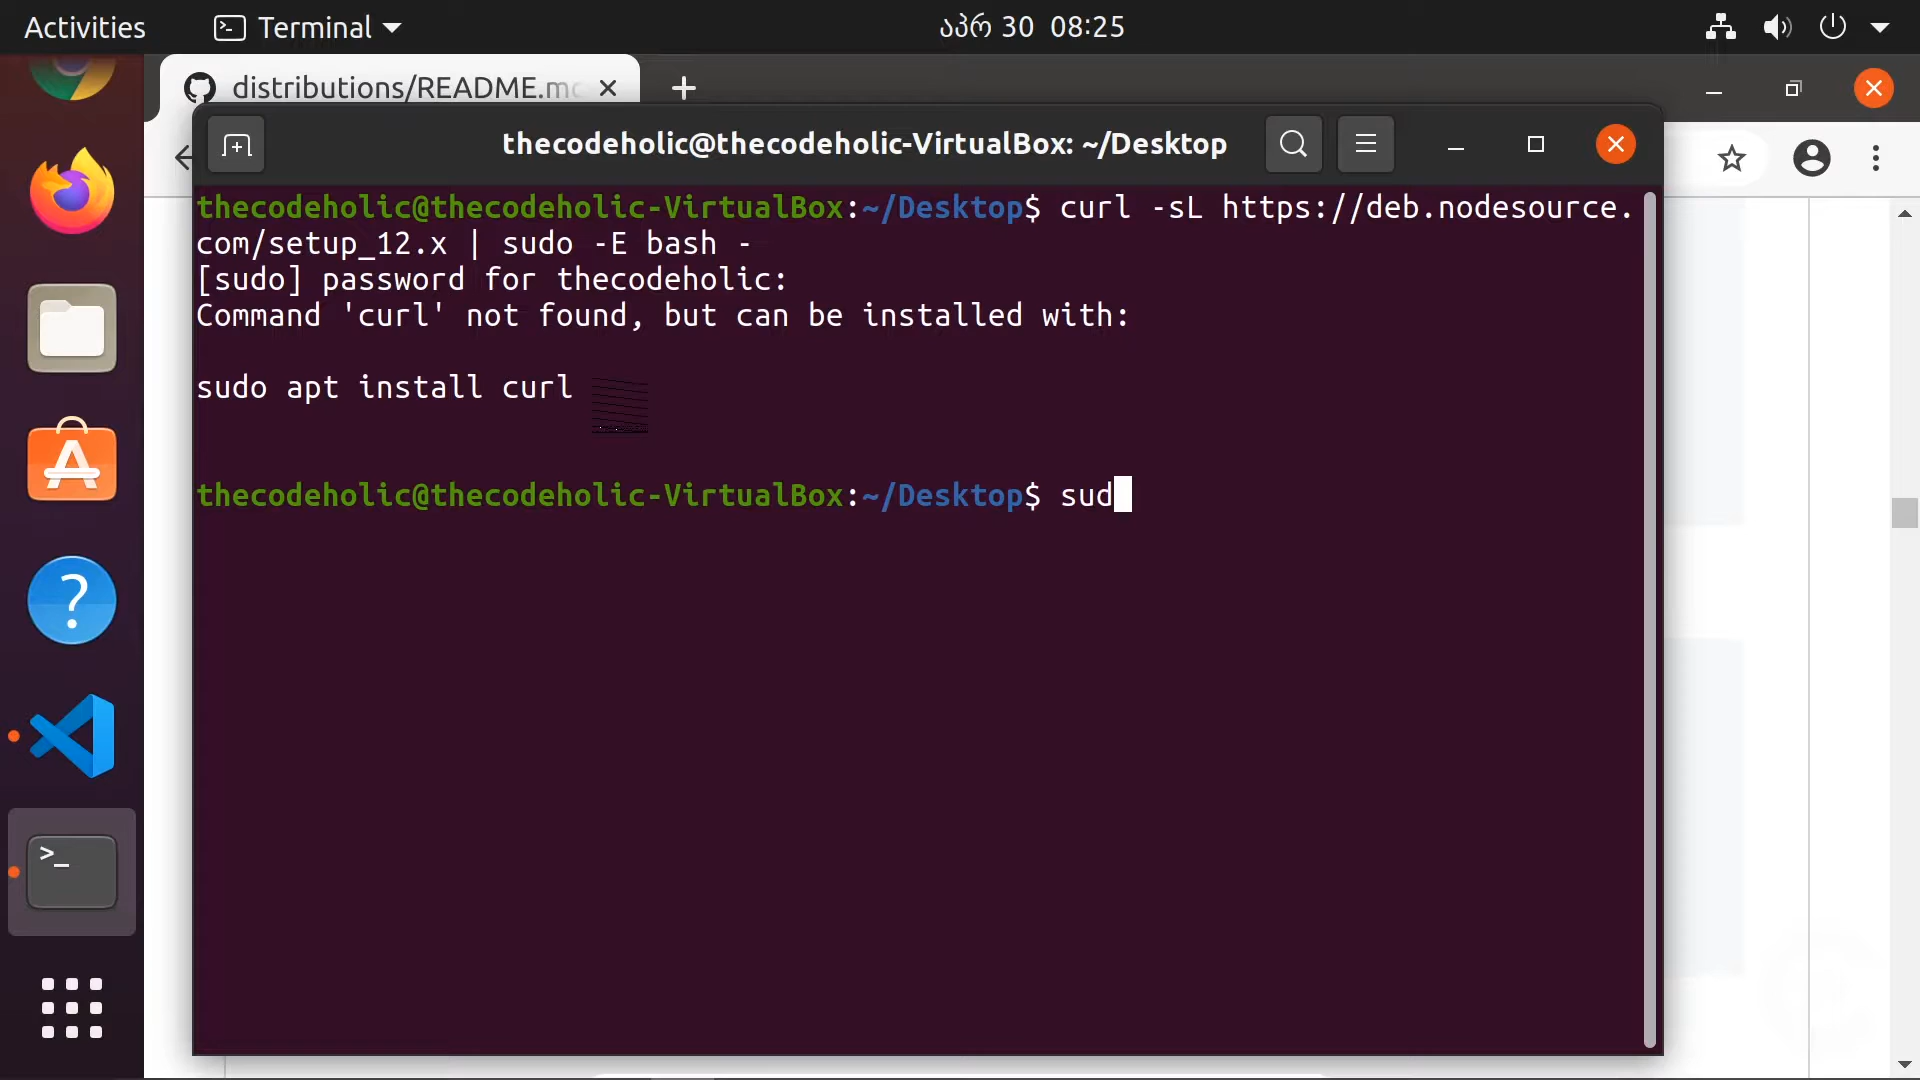 Activities Terminal აპრ 30 08:25
distributions/README.m
thecodeholic@thecodeholic-VirtualBox: ~/Desktop
thecodeholic@thecodeholic-VirtualBox:~/Desktop$ curl -sL https://deb.nodesource.
com/setup_12.x | sudo -E bash -
[sudo] password for thecodeholic:
Command 'curl' not found, but can be installed with:
sudo apt install curl
thecodeholic@thecodeholic-VirtualBox:~/Desktop$ sud